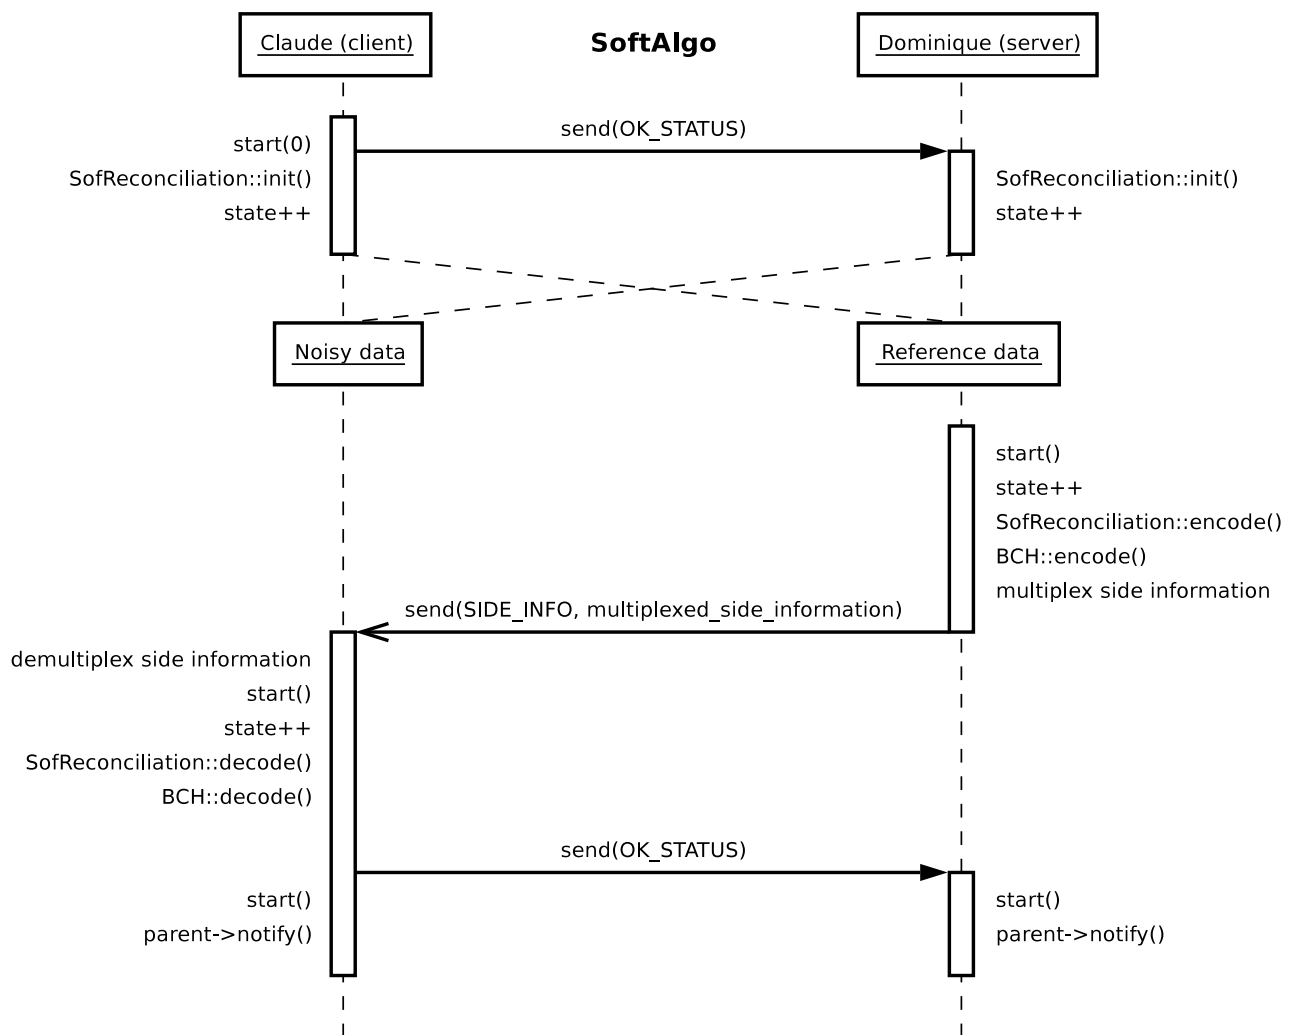 Claude (client)
SoftAlgo
Dominique (server)
send(OK_STATUS)
start(0)
SofReconciliation::init()
state++
SofReconciliation::init()
state++
Noisy data
Reference data
start()
state++
SofReconciliation::encode()
BCH::encode()
multiplex side information
send(SIDE_INFO, multiplexed_side_information)
demultiplex side information
start()
state++
SofReconciliation::decode()
BCH::decode()
send(OK_STATUS)
start()
parent->notify()
start()
parent->notify()